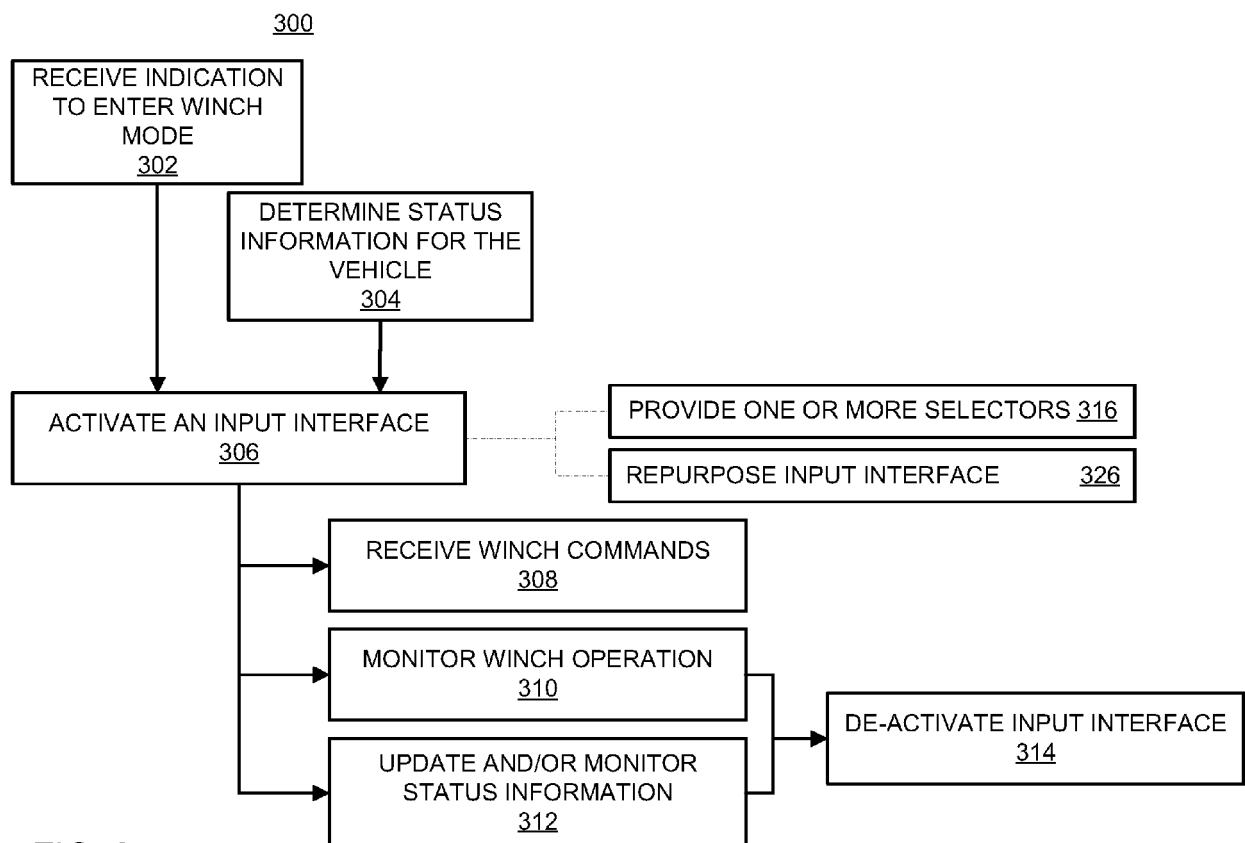 300
RECEIVE INDICATION
TO ENTER WINCH
MODE
302
DETERMINE STATUS
INFORMATION FOR THE
VEHICLE
304
ACTIVATE AN INPUT INTERFACE
306
PROVIDE ONE OR MORE SELECTORS 316
REPURPOSE INPUT INTERFACE 326
RECEIVE WINCH COMMANDS
308
MONITOR WINCH OPERATION
310
DE-ACTIVATE INPUT INTERFACE
314
UPDATE AND/OR MONITOR
STATUS INFORMATION
312